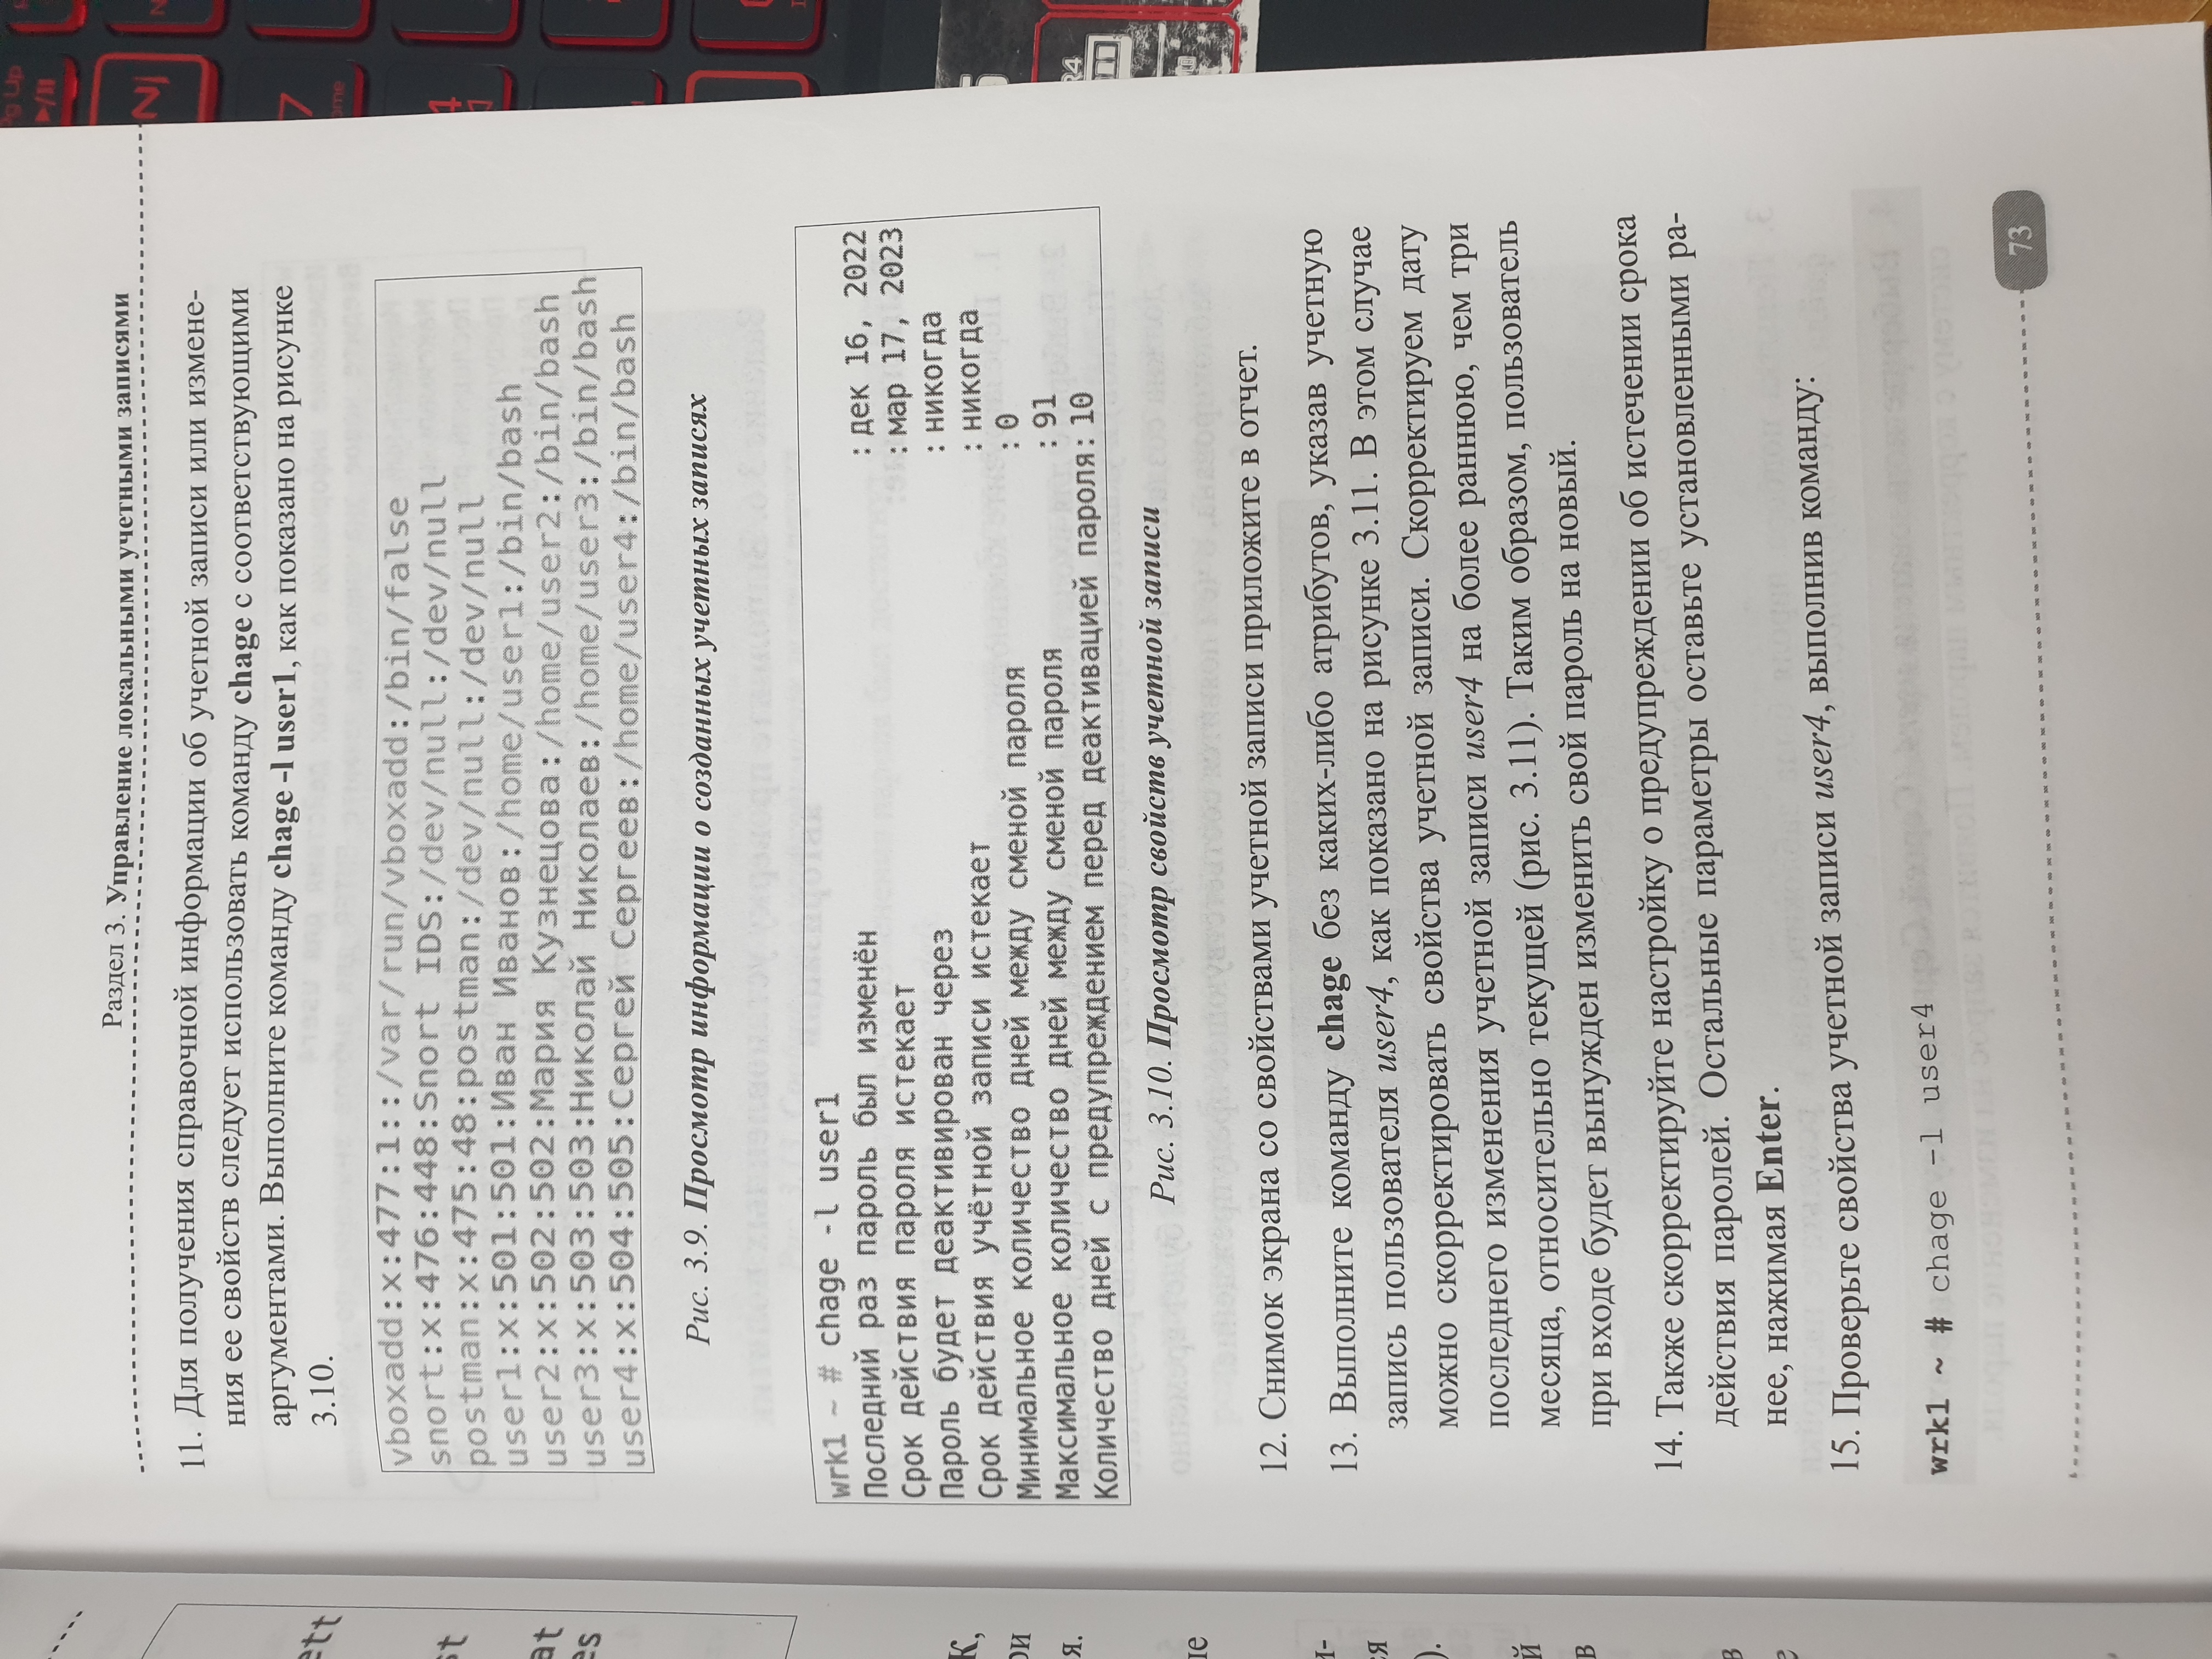 Раздел 3. Управление локальными учетными записями
11. Для получения справочной информации об учетной записи или измене-
ния ее свойств следует использовать команду chage с соответствующими
аргументами. Выполните команду chage -l user1, как показано на рисунке
3.10.
vboxadd:x:477:1::/var/run/vboxadd:/bin/false
snort:x:476:448:Snort IDS:/dev/null:/dev/null
postman:x:475:48:postman:/dev/null:/dev/null
user1:x:501:501:Иван Иванов:/home/user1:/bin/bash
user2:x:502:502:Мария Кузнецова:/home/user2:/bin/bash
user3:x:503:503:Николай Николаев:/home/user3:/bin/bash
user4:x:504:505:Сергей Сергеев:/home/user4:/bin/bash
Рис. 3.9. Просмотр информации о созданных учетных записях
wrk1 ~ # chage -l user1
Последний раз пароль был изменён : дек 16, 2022
Срок действия пароля истекает : мар 17, 2023
Пароль будет деактивирован через : никогда
Срок действия учётной записи истекает : никогда
Минимальное количество дней между сменой пароля : 0
Максимальное количество дней между сменой пароля : 91
Количество дней с предупреждением перед деактивацией пароля: 10
Рис. 3.10. Просмотр свойств учетной записи
12. Снимок экрана со свойствами учетной записи приложите в отчет.
13. Выполните команду chage без каких-либо атрибутов, указав учетную
запись пользователя user4, как показано на рисунке 3.11. В этом случае
можно скорректировать свойства учетной записи. Скорректируем дату
последнего изменения учетной записи user4 на более раннюю, чем три
месяца, относительно текущей (рис. 3.11). Таким образом, пользователь
при входе будет вынужден изменить свой пароль на новый.
14. Также скорректируйте настройку о предупреждении об истечении срока
действия паролей. Остальные параметры оставьте установленными ра-
нее, нажимая Enter.
15. Проверьте свойства учетной записи user4, выполнив команду:
wrk1 ~ # chage -l user4
73